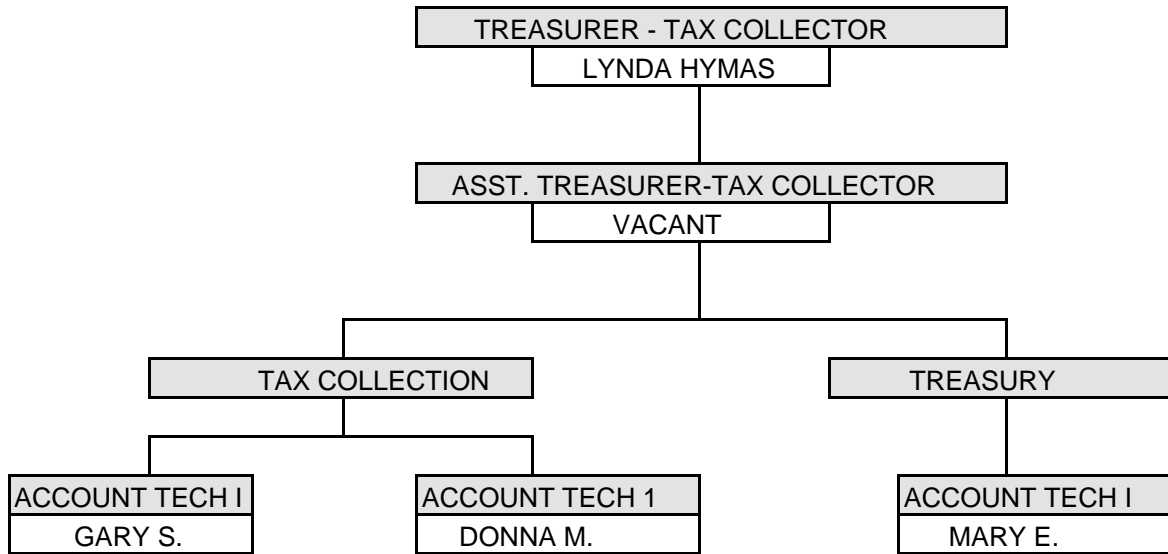 TREASURER - TAX COLLECTOR
LYNDA HYMAS
ASST. TREASURER-TAX COLLECTOR
VACANT
TAX COLLECTION
TREASURY
ACCOUNT TECH I
GARY S.
ACCOUNT TECH 1
DONNA M.
ACCOUNT TECH I
MARY E.